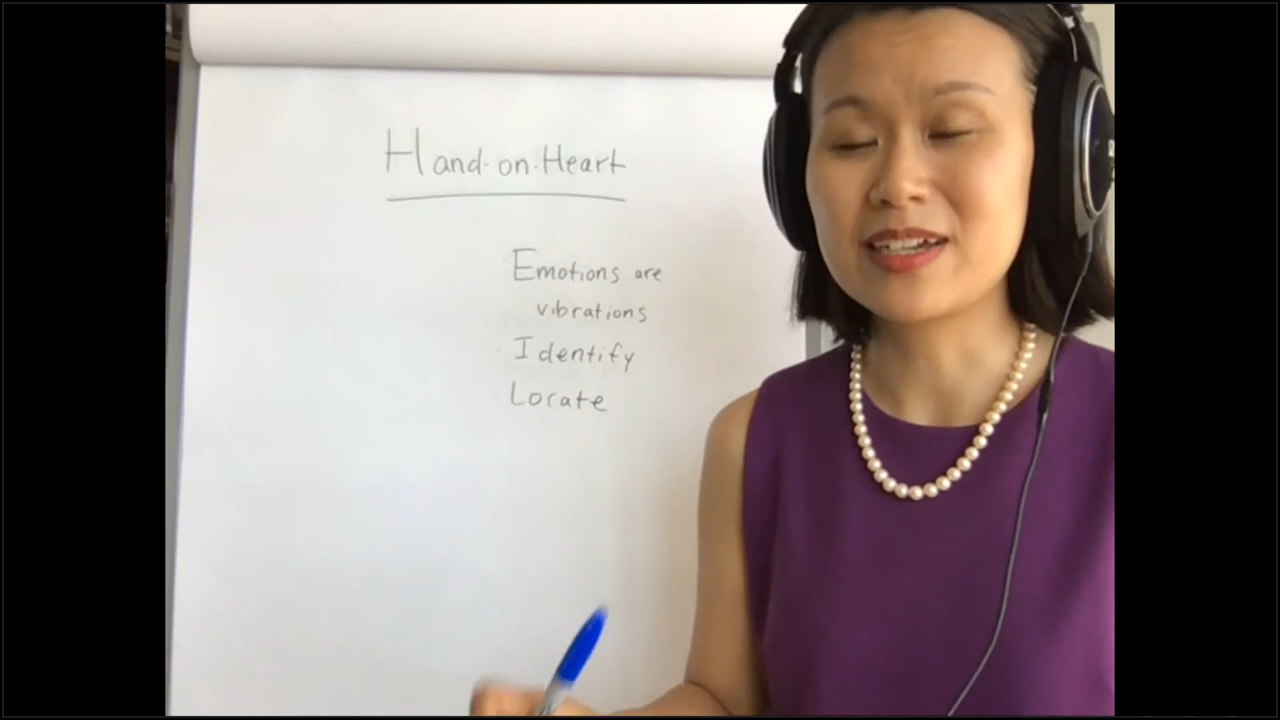 Hand-on-Heart
Emotions are
vibrations
Identify
Locate